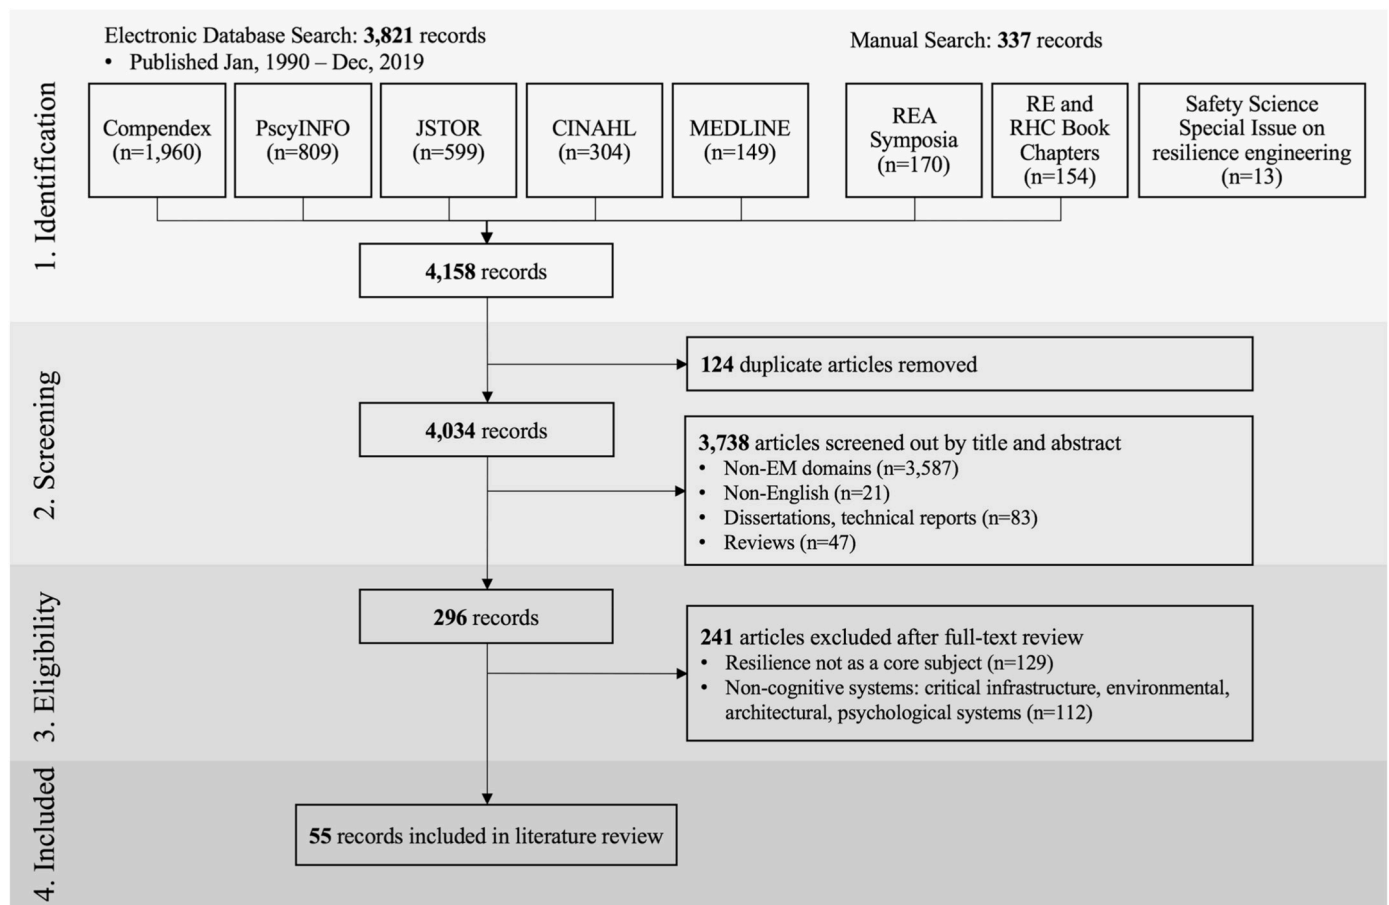 Electronic Database Search: 3,821 records
• Published Jan, 1990 – Dec, 2019
Manual Search: 337 records
1. Identification
Compendex
(n=1,960)
PscyINFO
(n=809)
JSTOR
(n=599)
CINAHL
(n=304)
MEDLINE
(n=149)
REA
Symposia
(n=170)
RE and
RHC Book
Chapters
(n=154)
Safety Science
Special Issue on
resilience engineering
(n=13)
4,158 records
2. Screening
124 duplicate articles removed
4,034 records
3,738 articles screened out by title and abstract
• Non-EM domains (n=3,587)
• Non-English (n=21)
• Dissertations, technical reports (n=83)
• Reviews (n=47)
3. Eligibility
296 records
241 articles excluded after full-text review
• Resilience not as a core subject (n=129)
• Non-cognitive systems: critical infrastructure, environmental,
architectural, psychological systems (n=112)
4. Included
55 records included in literature review